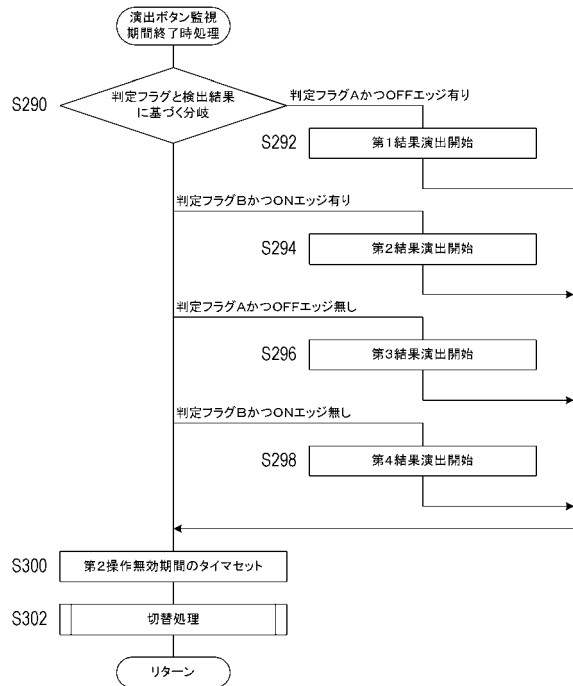 演出ボタン監視
期間終了時処理
S290
判定フラグと検出結果
に基づく分岐
判定フラグAかつOFFエッジ有り
S292
第1結果演出開始
判定フラグBかつONエッジ有り
S294
第2結果演出開始
判定フラグAかつOFFエッジ無し
S296
第3結果演出開始
判定フラグBかつONエッジ無し
S298
第4結果演出開始
S300
第2操作無効期間のタイマセット
S302
切替処理
リターン